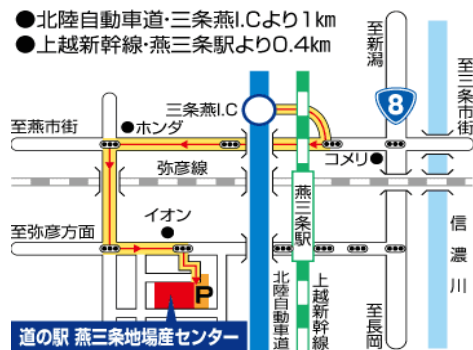 ●北陸自動車道・三条燕I.Cより1km
●上越新幹線・燕三条駅より0.4km
至新潟
至三条市街
8
三条燕I.C
至燕市街
●ホンダ
コメリ●
弥彦線
燕三条駅
至弥彦方面
イオン
信濃川
P
北陸自動車道
上越新幹線
至長岡
道の駅 燕三条地場産センター